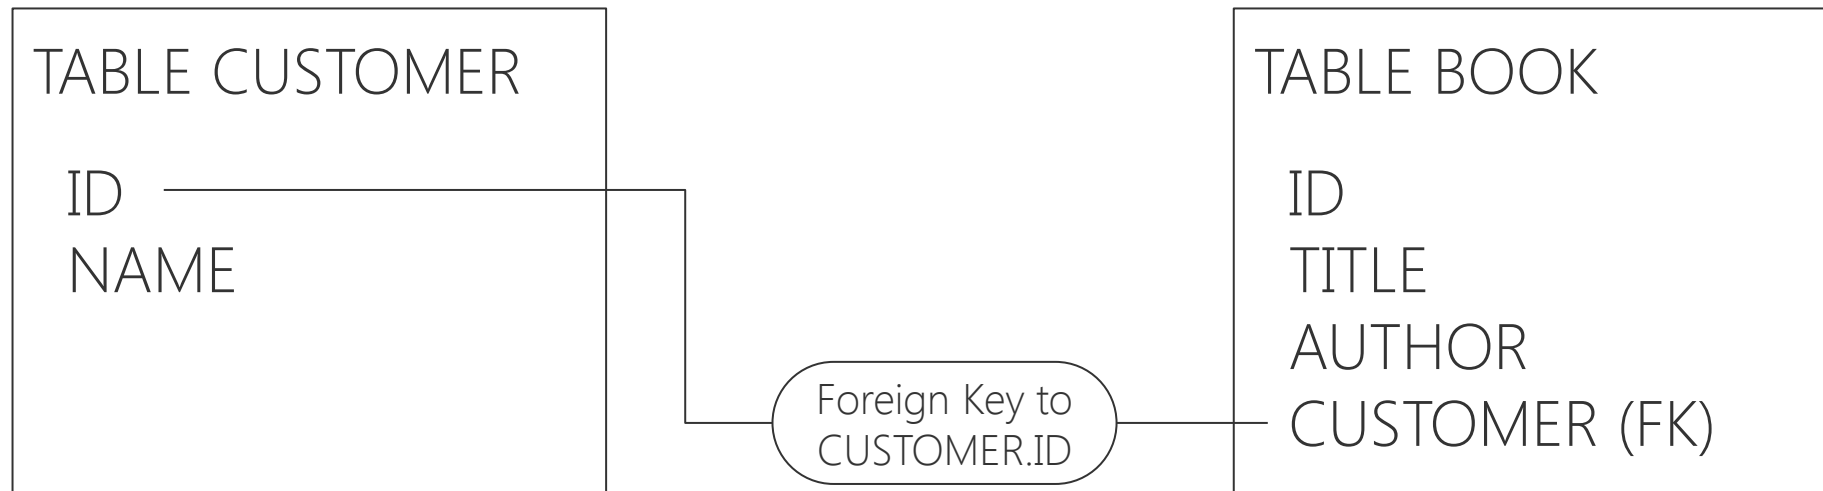 TABLE CUSTOMER
ID
NAME
Foreign Key to
CUSTOMER.ID
TABLE BOOK
ID
TITLE
AUTHOR
CUSTOMER (FK)